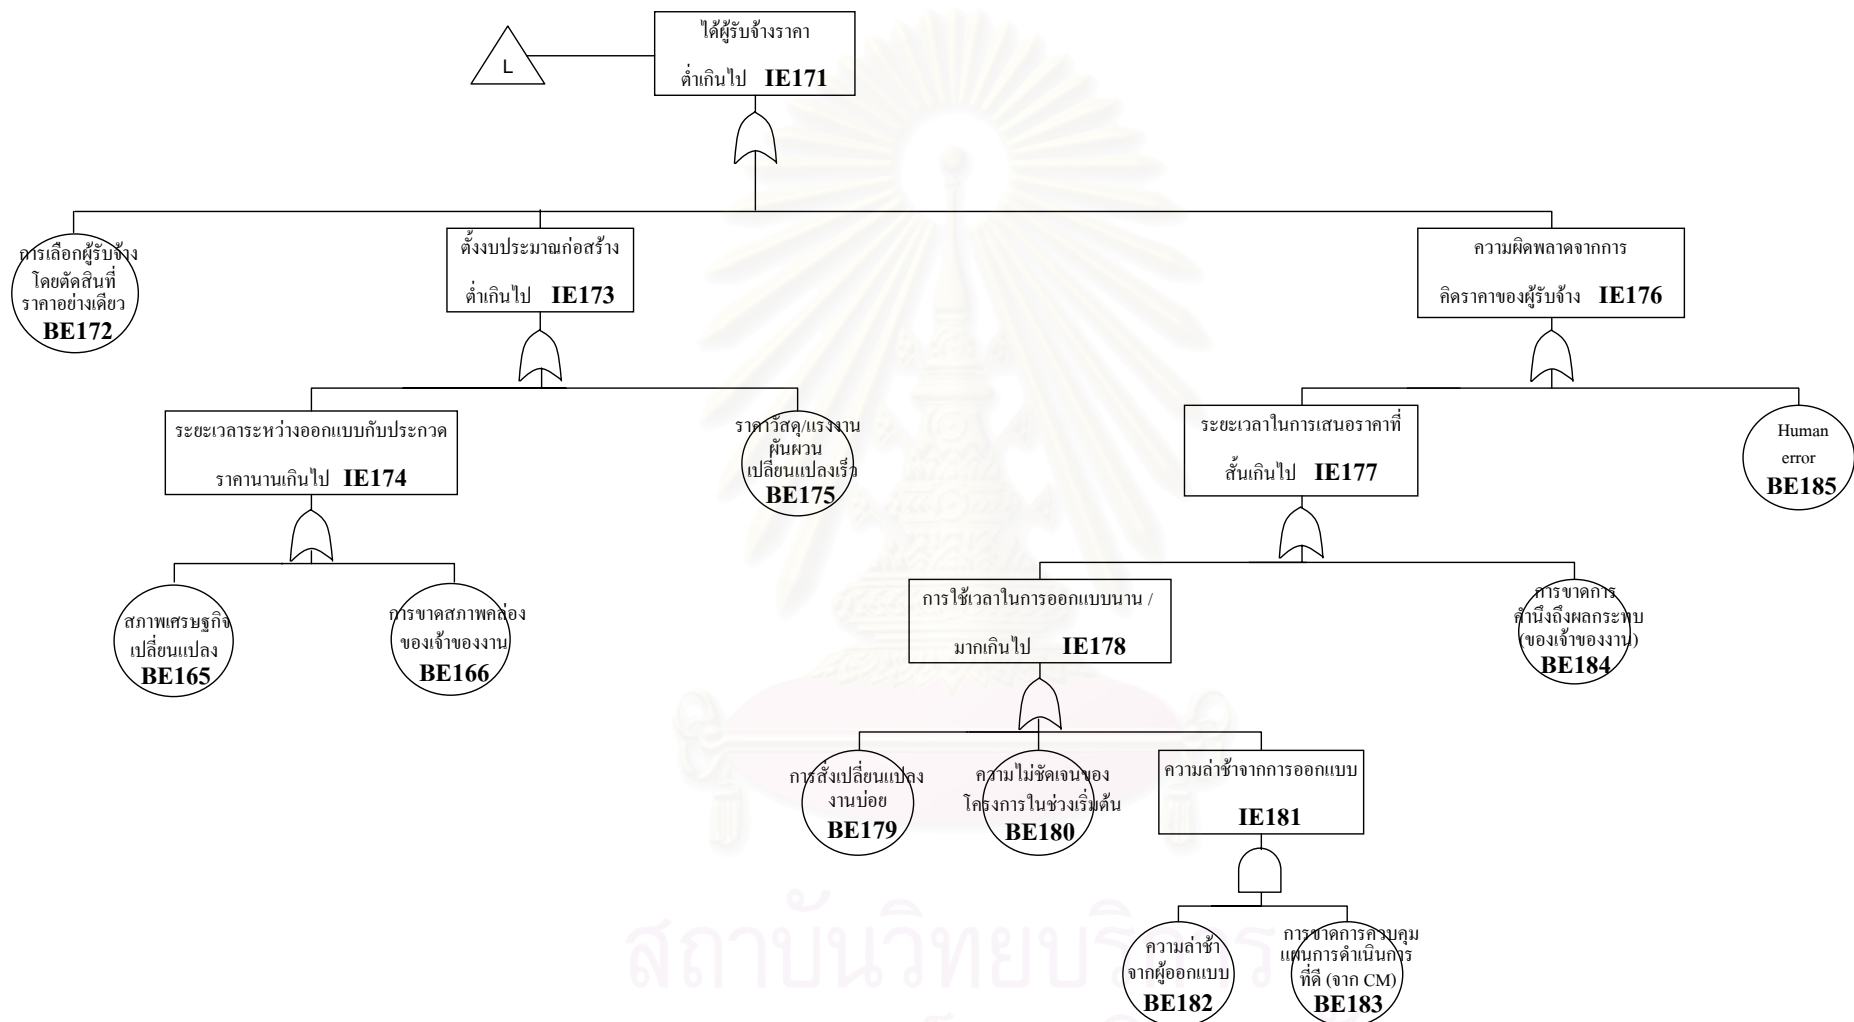 ได้ผู้รับจ้างราคา
ต่ำเกินไป IE171
L
การเลือกผู้รับจ้าง
โดยตัดสินที่
ราคาอย่างเดียว
BE172
ตั้งงบประมาณก่อสร้าง
ต่ำเกินไป IE173
ความผิดพลาดจากการ
คิดราคาของผู้รับจ้าง IE176
ระยะเวลาระหว่างออกแบบกับประกวด
ราคานานเกินไป IE174
ราคาวัสดุ/แรงงาน
ผันผวน
เปลี่ยนแปลงเร็ว
BE175
ระยะเวลาในการเสนอราคาที่
สั้นเกินไป IE177
Human
error
BE185
สภาพเศรษฐกิจ
เปลี่ยนแปลง
BE165
การขาดสภาพคล่อง
ของเจ้าของงาน
BE166
การใช้เวลาในการออกแบบนาน /
มากเกินไป IE178
การขาดการ
คำนึงถึงผลกระทบ
(ของเจ้าของงาน)
BE184
การสั่งเปลี่ยนแปลง
งานบ่อย
BE179
ความไม่ชัดเจนของ
โครงการในช่วงเริ่มต้น
BE180
ความล่าช้าจากการออกแบบ
IE181
ความล่าช้า
จากผู้ออกแบบ
BE182
การขาดการควบคุม
แผนการดำเนินการ
ที่ดี (จาก CM)
BE183
สถาบันวิทยบริการ